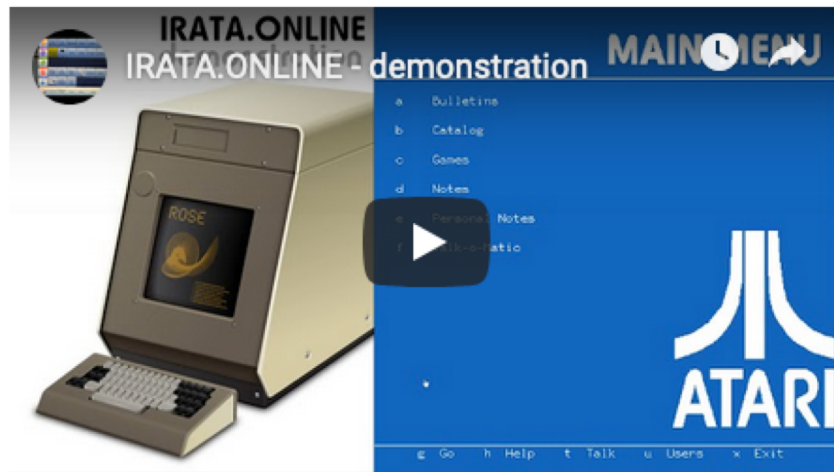 IRATA.ONLINE
demonstration
IRATA.ONLINE - demonstration
MAIN MENU
a Bulletins
b Catalog
c Games
d Notes
e Personal Notes
f Talk-o-Matic
ROSE
ATARI
g Go h Help t Talk u Users x Exit